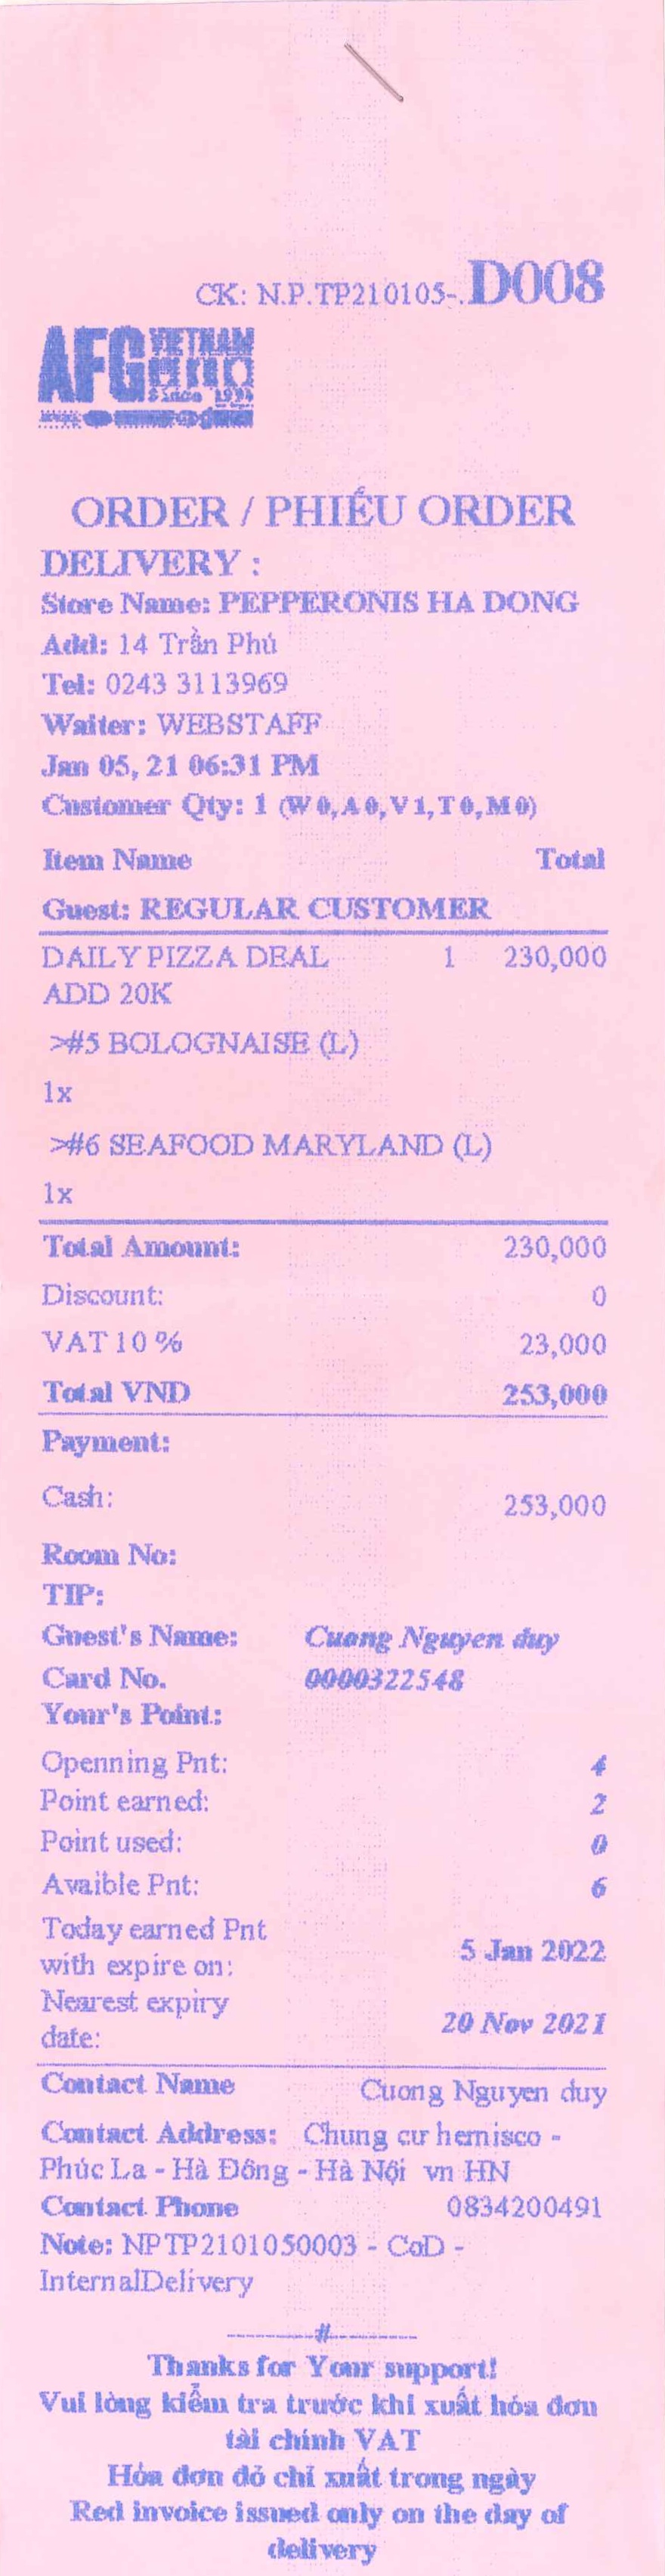 CK: N.P.TP210105-.D008
AFG VIETNAM
Since 1994
ORDER / PHIẾU ORDER
DELIVERY :
Store Name: PEPPERONIS HA DONG
Add: 14 Trần Phú
Tel: 0243 3113969
Waiter: WEBSTAFF
Jan 05, 21 06:31 PM
Customer Qty: 1 (W0,A0,V1,T0,M0)
Item Name Total
Guest: REGULAR CUSTOMER
DAILY PIZZA DEAL 1 230,000
ADD 20K
>#5 BOLOGNAISE (L)
1x
>#6 SEAFOOD MARYLAND (L)
1x
Total Amount: 230,000
Discount: 0
VAT 10 % 23,000
Total VND 253,000
Payment:
Cash: 253,000
Room No:
TIP:
Guest's Name: Cuong Nguyen duy
Card No. 0000322548
Your's Point:
Openning Pnt: 4
Point earned: 2
Point used: 0
Avaible Pnt: 6
Today earned Pnt
with expire on: 5 Jan 2022
Nearest expiry
date: 20 Nov 2021
Contact Name Cuong Nguyen duy
Contact Address: Chung cư hemisco -
Phúc La - Hà Đông - Hà Nội vn HN
Contact Phone 0834200491
Note: NPTP2101050003 - CoD -
InternalDelivery
#
Thanks for Your support!
Vui lòng kiểm tra trước khi xuất hóa đơn
tài chính VAT
Hóa đơn đỏ chỉ xuất trong ngày
Red invoice issued only on the day of
delivery